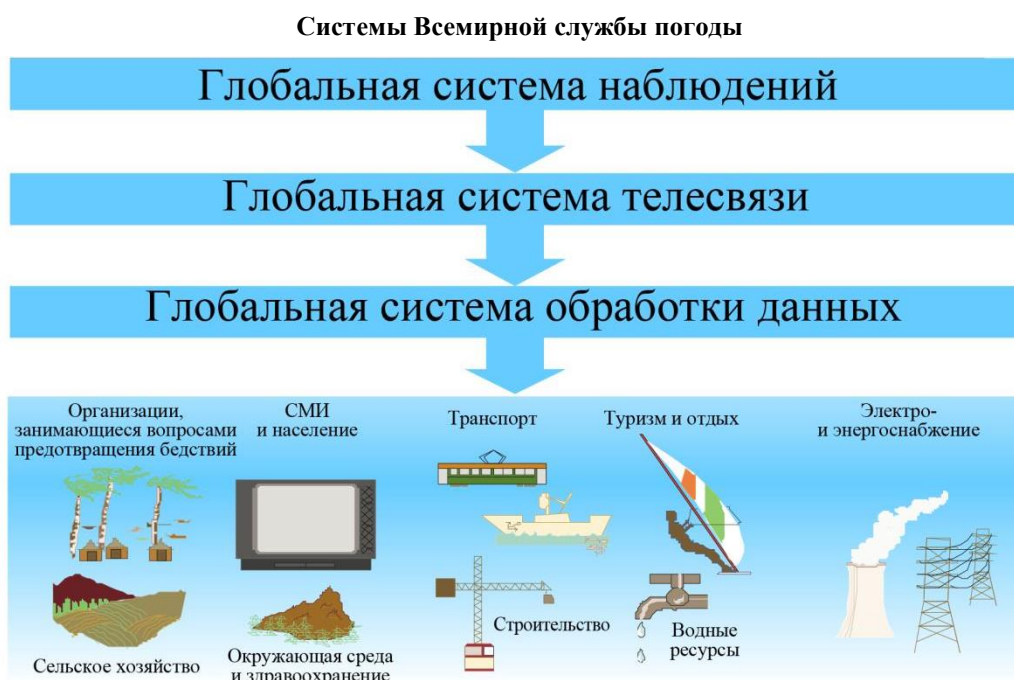 Системы Всемирной службы погоды
Глобальная система наблюдений
Глобальная система телесвязи
Глобальная система обработки данных
Организации,
занимающиеся вопросами
предотвращения бедствий
СМИ
и население
Транспорт
Туризм и отдых
Электро-
и энергоснабжение
Сельское хозяйство
Окружающая среда
и здравоохранение
Строительство
Водные
ресурсы